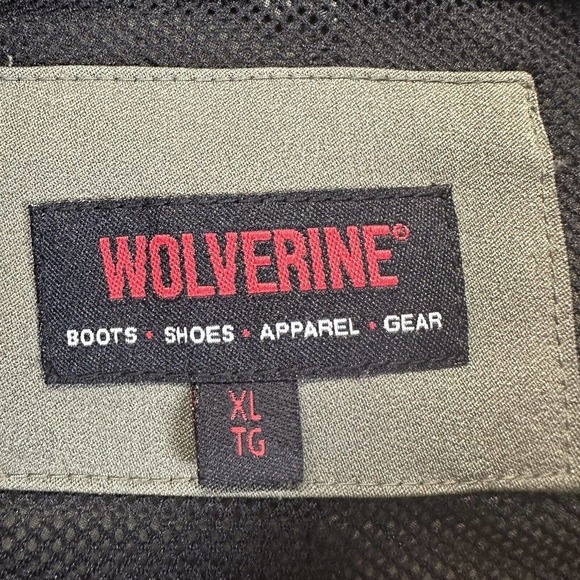 WOLVERINE®
BOOTS • SHOES • APPAREL • GEAR
XL
TG